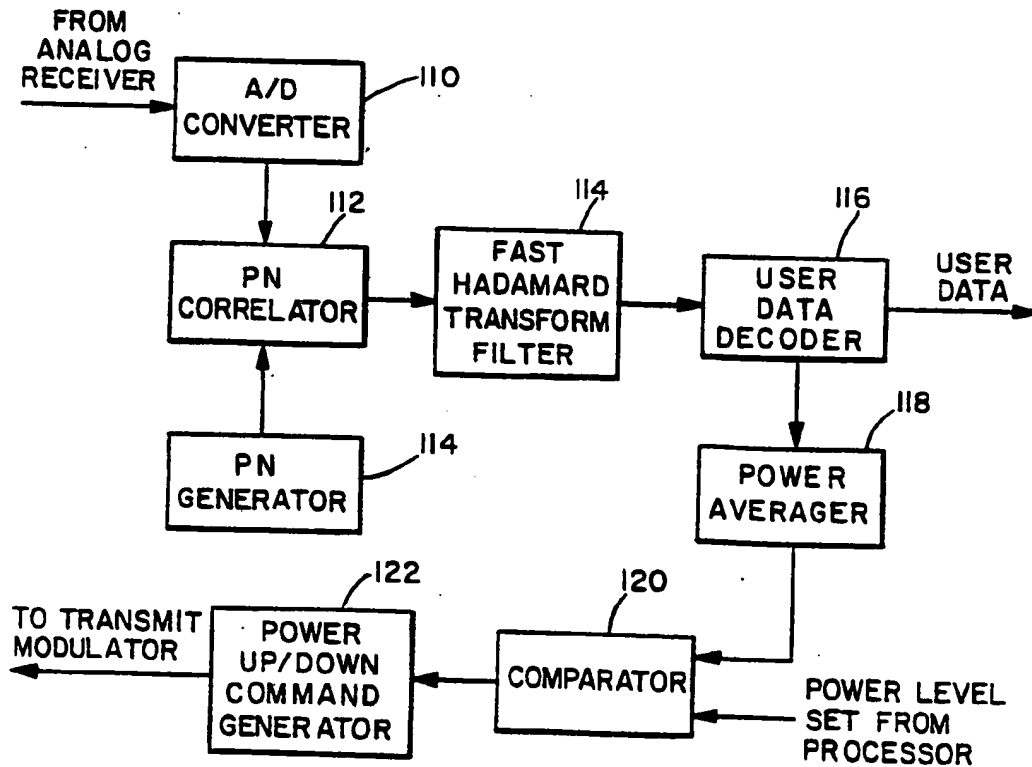 FROM
ANALOG
RECEIVER
A/D
CONVERTER
110
112
PN
CORRELATOR
114
FAST
HADAMARD
TRANSFORM
FILTER
116
USER
DATA
DECODER
USER
DATA
PN
GENERATOR
114
118
POWER
AVERAGER
122
120
TO TRANSMIT
MODULATOR
POWER
UP/DOWN
COMMAND
GENERATOR
COMPARATOR
POWER LEVEL
SET FROM
PROCESSOR